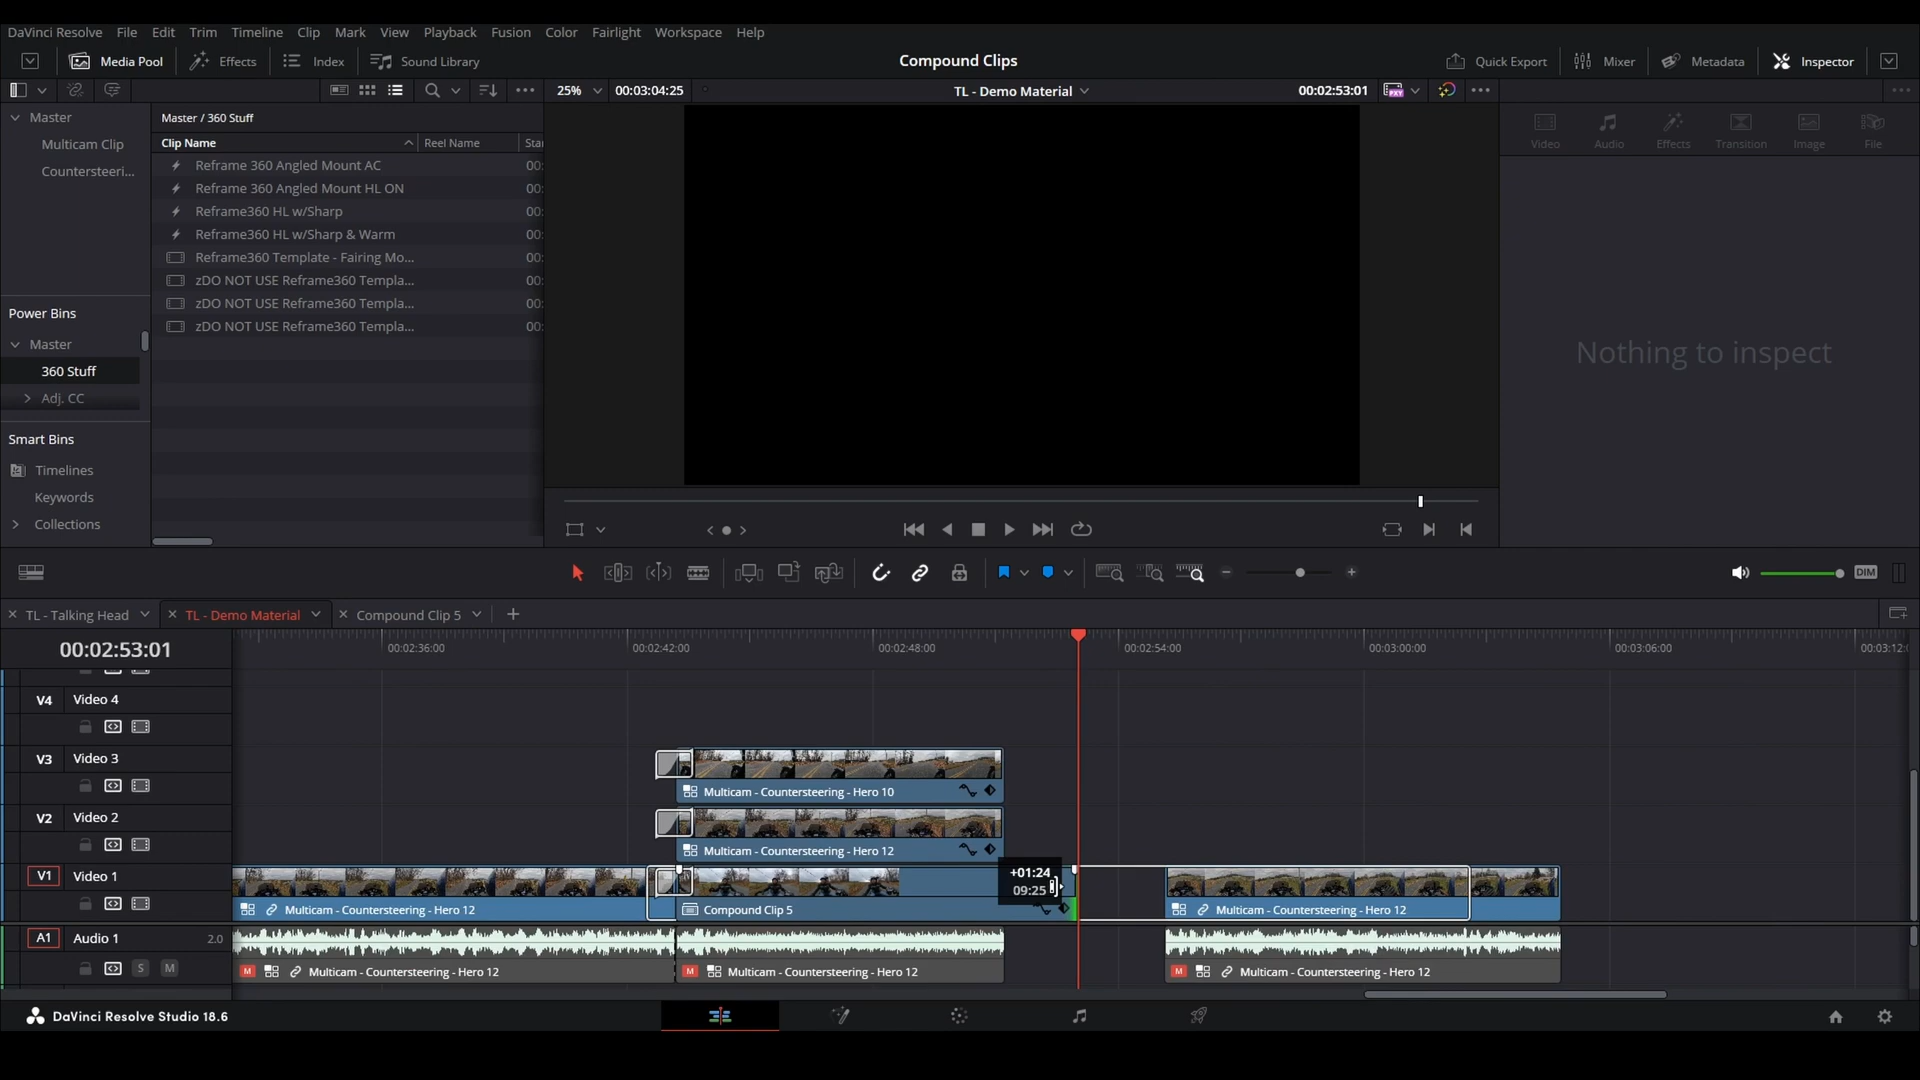 DaVinci Resolve File Edit Trim Timeline Clip Mark View Playback Fusion Color Fairlight Workspace Help
Media Pool Effects Index Sound Library Compound Clips Quick Export Mixer Metadata Inspector
25% 00:03:04:25 TL - Demo Material 00:02:53:01
Master
Multicam Clip
Countersteeri...
Master / 360 Stuff
Clip Name Reel Name Star
Reframe 360 Angled Mount AC 00:
Reframe 360 Angled Mount HL ON 00:
Reframe360 HL w/Sharp 00:
Reframe360 HL w/Sharp & Warm 00:
Reframe360 Template - Fairing Mo... 00:
zDO NOT USE Reframe360 Templa... 00:
zDO NOT USE Reframe360 Templa... 00:
zDO NOT USE Reframe360 Templa... 00:
Power Bins
Master
360 Stuff
Adj. CC
Smart Bins
Timelines
Keywords
Collections
Video Audio Effects Transition Image File
Nothing to inspect
DIM
TL - Talking Head TL - Demo Material Compound Clip 5
00:02:53:01
00:02:36:00 00:02:42:00 00:02:48:00 00:02:54:00 00:03:00:00 00:03:06:00 00:03:12:
V4 Video 4
V3 Video 3
Multicam - Countersteering - Hero 10
V2 Video 2
Multicam - Countersteering - Hero 12
V1 Video 1
+01:24
09:25
Multicam - Countersteering - Hero 12 Compound Clip 5 Multicam - Countersteering - Hero 12
A1 Audio 1 2.0
S M
M Multicam - Countersteering - Hero 12 M Multicam - Countersteering - Hero 12 M Multicam - Countersteering - Hero 12
DaVinci Resolve Studio 18.6